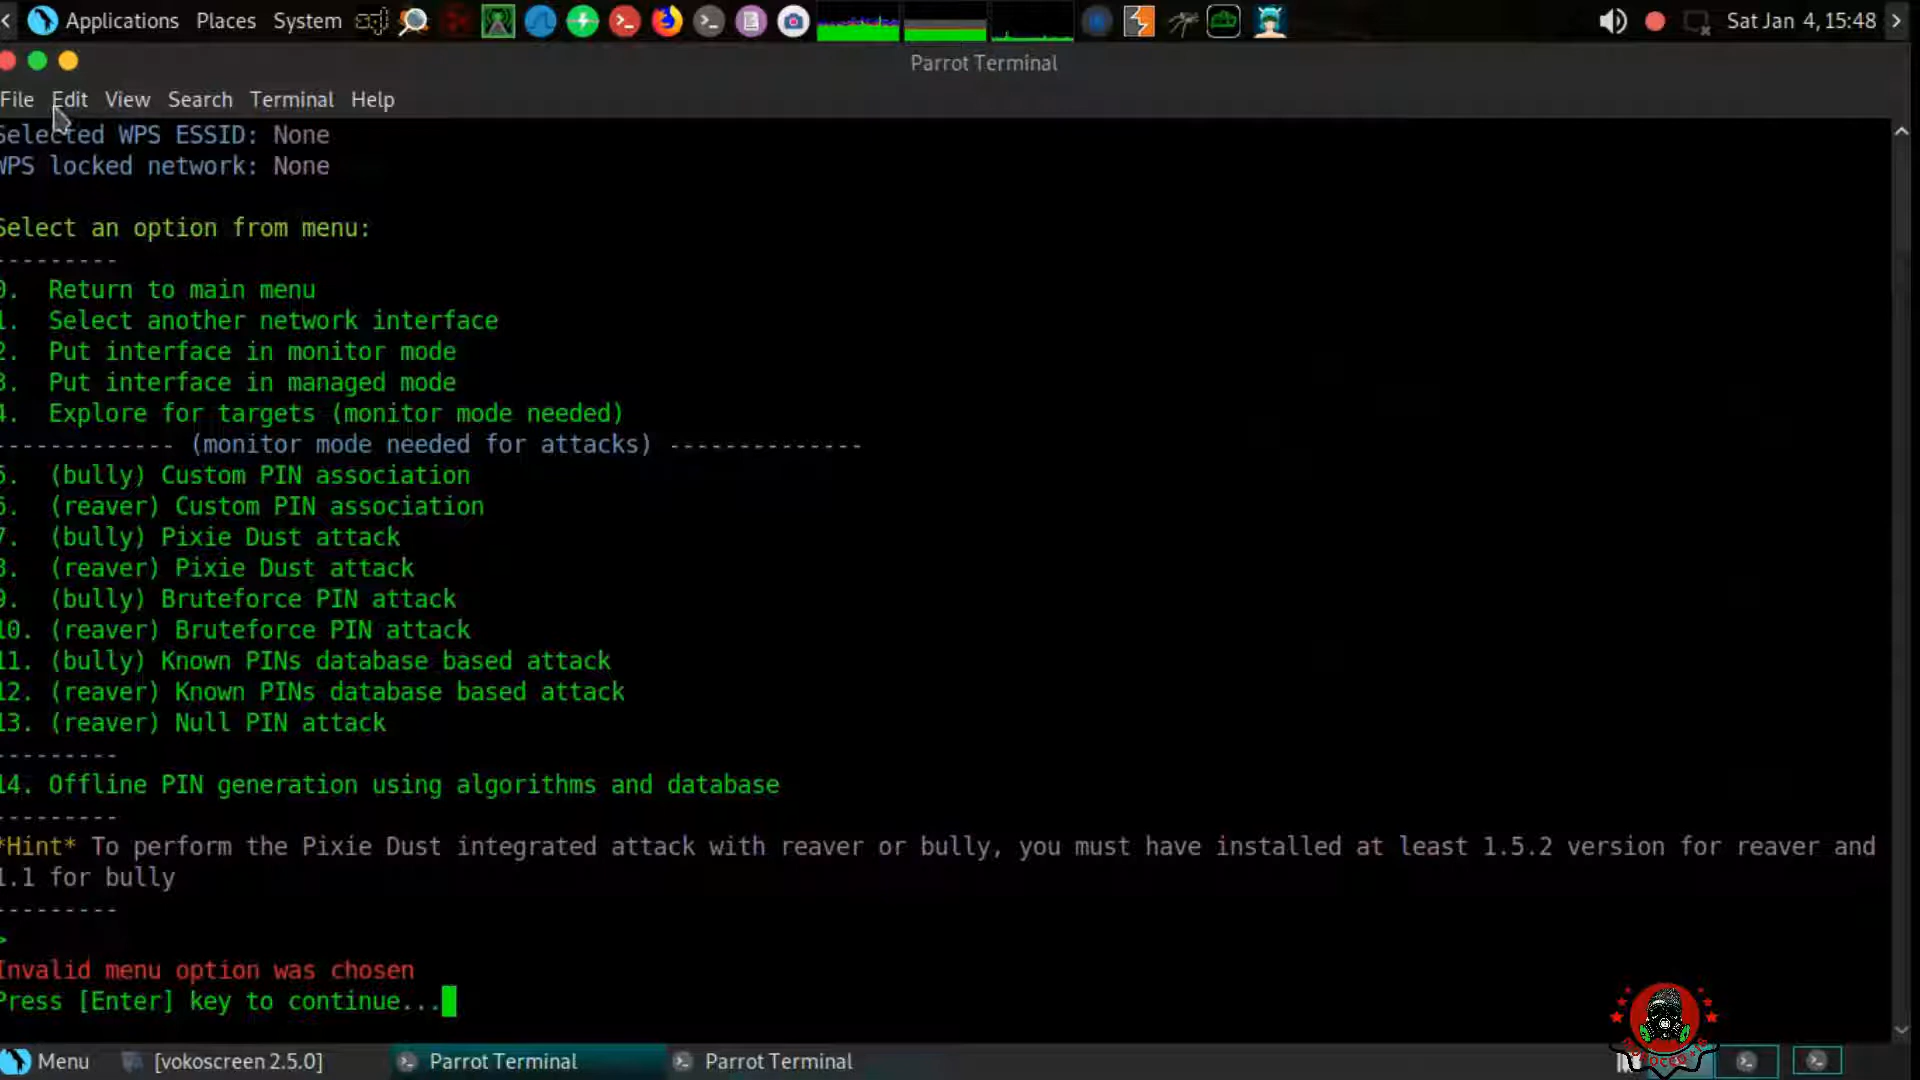 Applications Places System
Sat Jan 4, 15:48
Parrot Terminal
File Edit View Search Terminal Help
Selected WPS ESSID: None
WPS locked network: None
Select an option from menu:
---------
0. Return to main menu
1. Select another network interface
2. Put interface in monitor mode
3. Put interface in managed mode
4. Explore for targets (monitor mode needed)
------------- (monitor mode needed for attacks) --------------
5. (bully) Custom PIN association
6. (reaver) Custom PIN association
7. (bully) Pixie Dust attack
8. (reaver) Pixie Dust attack
9. (bully) Bruteforce PIN attack
10. (reaver) Bruteforce PIN attack
11. (bully) Known PINs database based attack
12. (reaver) Known PINs database based attack
13. (reaver) Null PIN attack
---------
14. Offline PIN generation using algorithms and database
---------
*Hint* To perform the Pixie Dust integrated attack with reaver or bully, you must have installed at least 1.5.2 version for reaver and
1.1 for bully
---------
>
Invalid menu option was chosen
Press [Enter] key to continue...
Menu [vokoscreen 2.5.0] Parrot Terminal Parrot Terminal